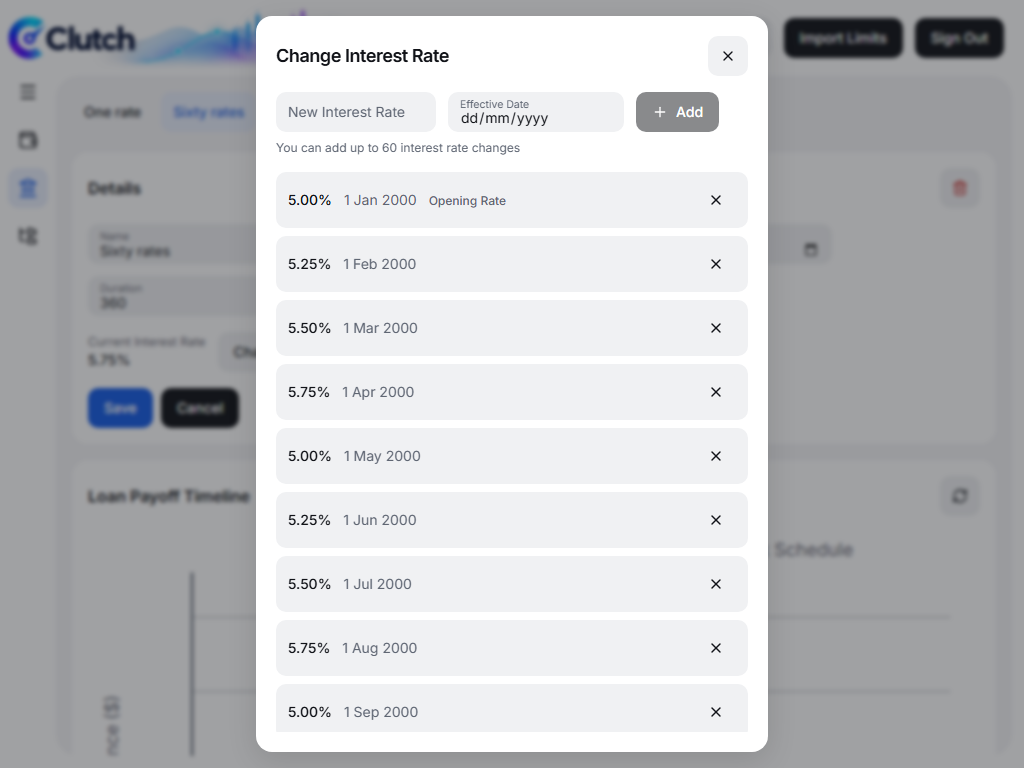 Clutch
Import Limits
Sign Out
One rate
Sixty rates
Details
Name
Sixty rates
Duration
360
Current Interest Rate
5.75%
Save
Cancel
Loan Payoff Timeline
Schedule
Change Interest Rate
New Interest Rate
Effective Date
dd/mm/yyyy
Add
You can add up to 60 interest rate changes
5.00% 1 Jan 2000 Opening Rate
5.25% 1 Feb 2000
5.50% 1 Mar 2000
5.75% 1 Apr 2000
5.00% 1 May 2000
5.25% 1 Jun 2000
5.50% 1 Jul 2000
5.75% 1 Aug 2000
5.00% 1 Sep 2000